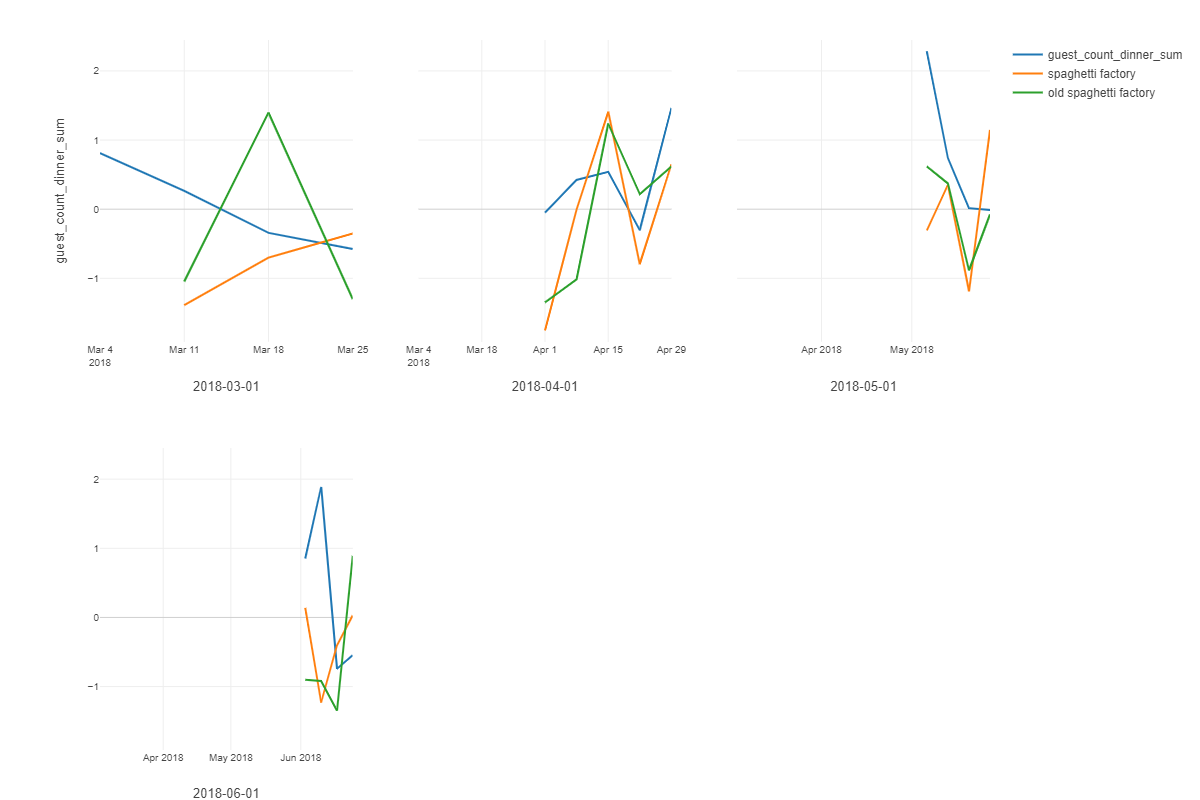 guest_count_dinner_sum
spaghetti factory
old spaghetti factory
guest_count_dinner_sum
2
1
0
−1
Mar 4
2018
Mar 11
Mar 18
Mar 25
2018-03-01
Mar 4
2018
Mar 18
Apr 1
Apr 15
Apr 29
2018-04-01
Apr 2018
May 2018
2018-05-01
2
1
0
−1
Apr 2018
May 2018
Jun 2018
2018-06-01